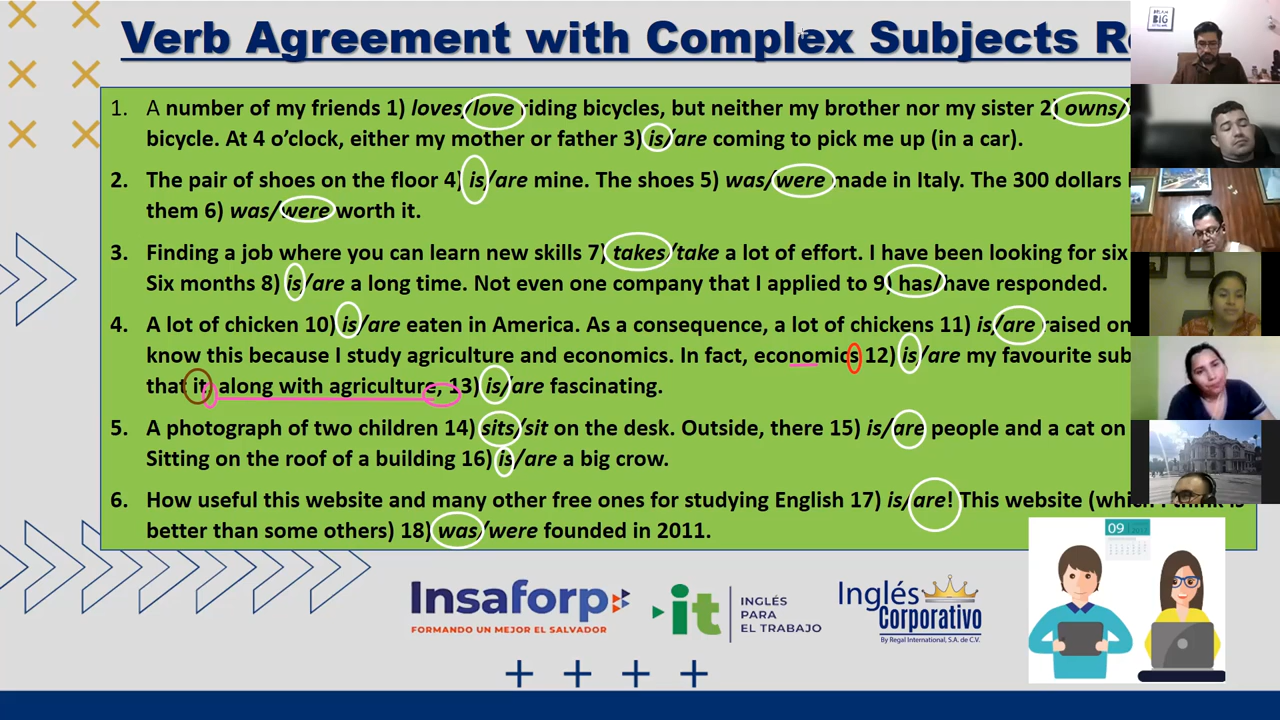 Verb Agreement with Complex Subjects R
1. A number of my friends 1) loves/love riding bicycles, but neither my brother nor my sister 2) owns/
bicycle. At 4 o'clock, either my mother or father 3) is/are coming to pick me up (in a car).
2. The pair of shoes on the floor 4) is/are mine. The shoes 5) was/were made in Italy. The 300 dollars
them 6) was/were worth it.
3. Finding a job where you can learn new skills 7) takes/take a lot of effort. I have been looking for six
Six months 8) is/are a long time. Not even one company that I applied to 9) has/have responded.
4. A lot of chicken 10) is/are eaten in America. As a consequence, a lot of chickens 11) is/are raised on
know this because I study agriculture and economics. In fact, economics 12) is/are my favourite sub
that it, along with agriculture, 13) is/are fascinating.
5. A photograph of two children 14) sits/sit on the desk. Outside, there 15) is/are people and a cat on
Sitting on the roof of a building 16) is/are a big crow.
6. How useful this website and many other free ones for studying English 17) is/are! This website (which I think is
better than some others) 18) was/were founded in 2011.
BIG
09
Insaforp
FORMANDO UN MEJOR EL SALVADOR
it
INGLÉS
PARA
EL TRABAJO
Inglés
Corporativo
By Regal International, S.A. de C.V.